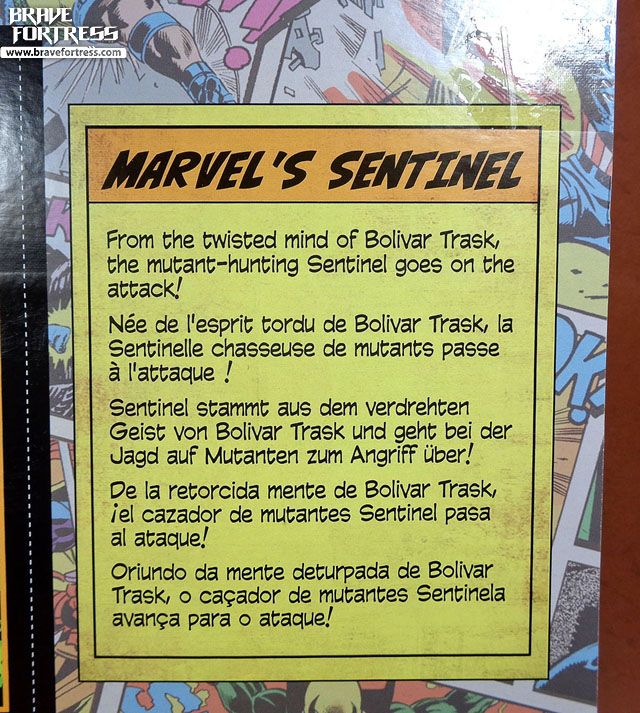 BRAVE
FORTRESS
www.bravefortress.com
MARVEL'S SENTINEL
From the twisted mind of Bolivar Trask,
the mutant-hunting Sentinel goes on the
attack!
Née de l'esprit tordu de Bolivar Trask, la
Sentinelle chasseuse de mutants passe
à l'attaque !
Sentinel stammt aus dem verdrehten
Geist von Bolivar Trask und geht bei der
Jagd auf Mutanten zum Angriff über!
De la retorcida mente de Bolivar Trask,
¡el cazador de mutantes Sentinel pasa
al ataque!
Oriundo da mente deturpada de Bolivar
Trask, o caçador de mutantes Sentinela
avança para o ataque!